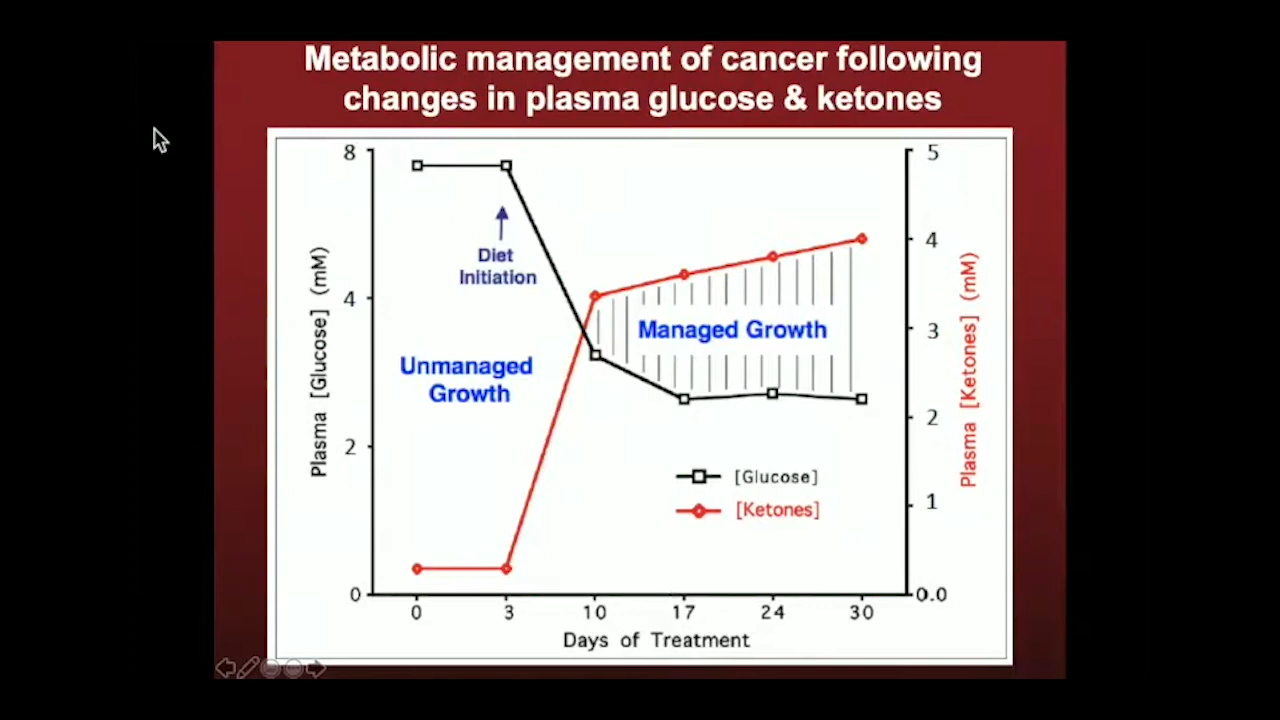 Metabolic management of cancer following
changes in plasma glucose & ketones
8
4
2
0
Plasma [Glucose] (mM)
5
4
3
2
1
0.0
Plasma [Ketones] (mM)
Diet
Initiation
Unmanaged
Growth
Managed Growth
[Glucose]
[Ketones]
0 3 10 17 24 30
Days of Treatment